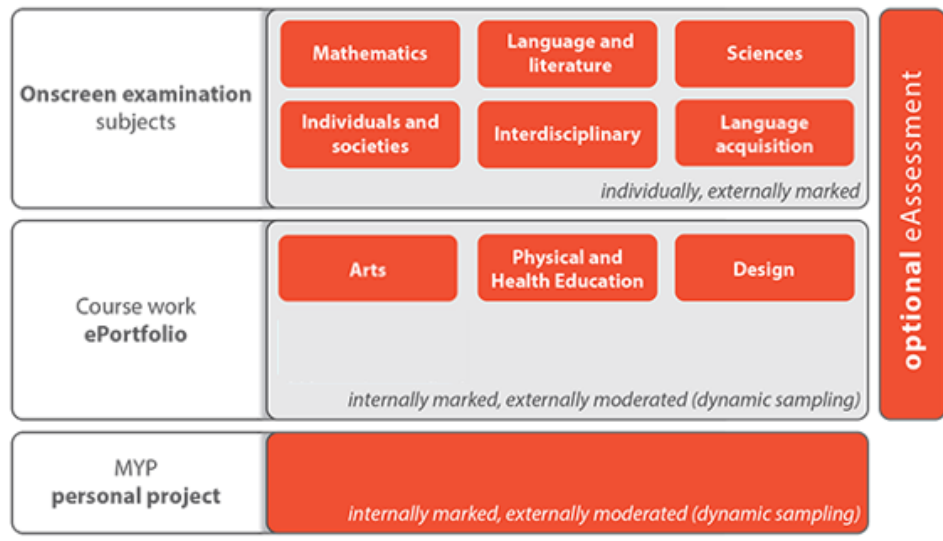 Onscreen examination
subjects
Mathematics
Language and
literature
Sciences
Individuals and
societies
Interdisciplinary
Language
acquisition
individually, externally marked
Course work
ePortfolio
Arts
Physical and
Health Education
Design
internally marked, externally moderated (dynamic sampling)
MYP
personal project
internally marked, externally moderated (dynamic sampling)
optional eAssessment